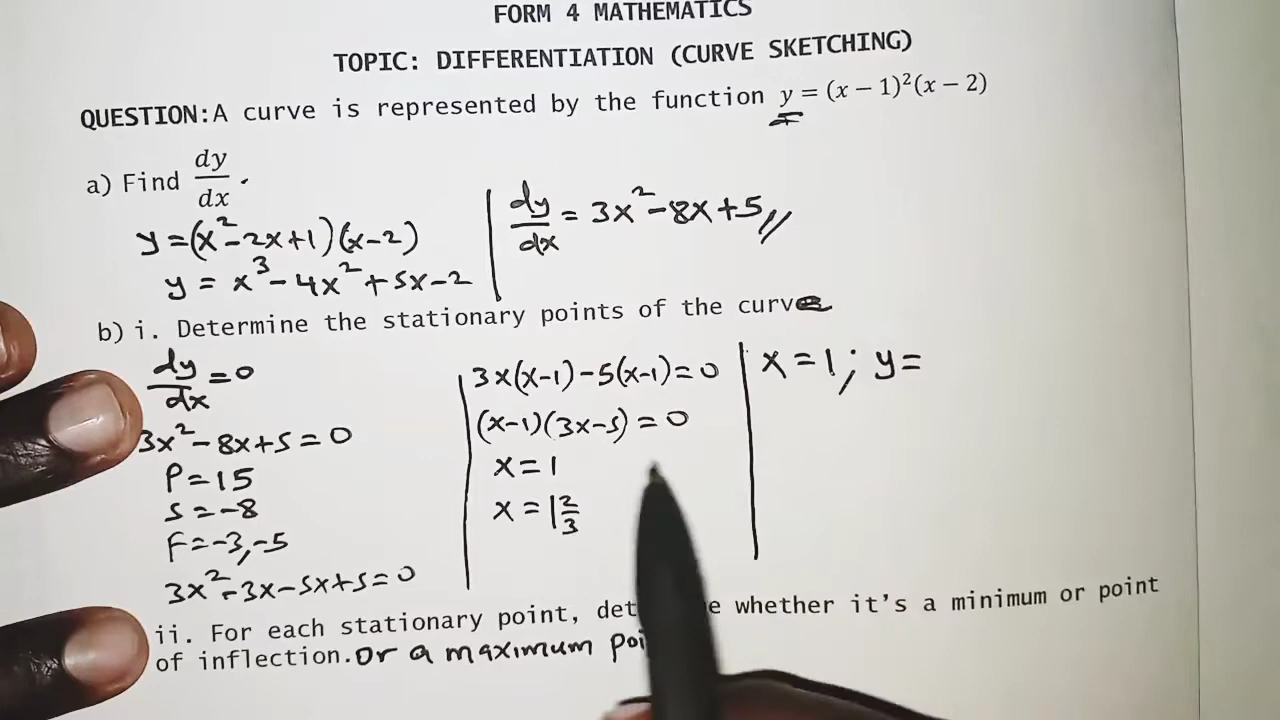 FORM 4 MATHEMATICS
TOPIC: DIFFERENTIATION (CURVE SKETCHING)
QUESTION:A curve is represented by the function y = (x − 1)²(x − 2)
a) Find dy/dx.
y = (x²-2x+1)(x-2)
y = x³-4x²+5x-2
dy/dx = 3x²-8x+5//
b) i. Determine the stationary points of the curve
dy/dx = 0
3x²-8x+5=0
P=15
S=-8
F=-3,-5
3x²-3x-5x+5=0
3x(x-1)-5(x-1)=0
(x-1)(3x-5)=0
x=1
x=1 2/3
x=1; y=
ii. For each stationary point, whether it's a minimum or point
of inflection. or a maximum